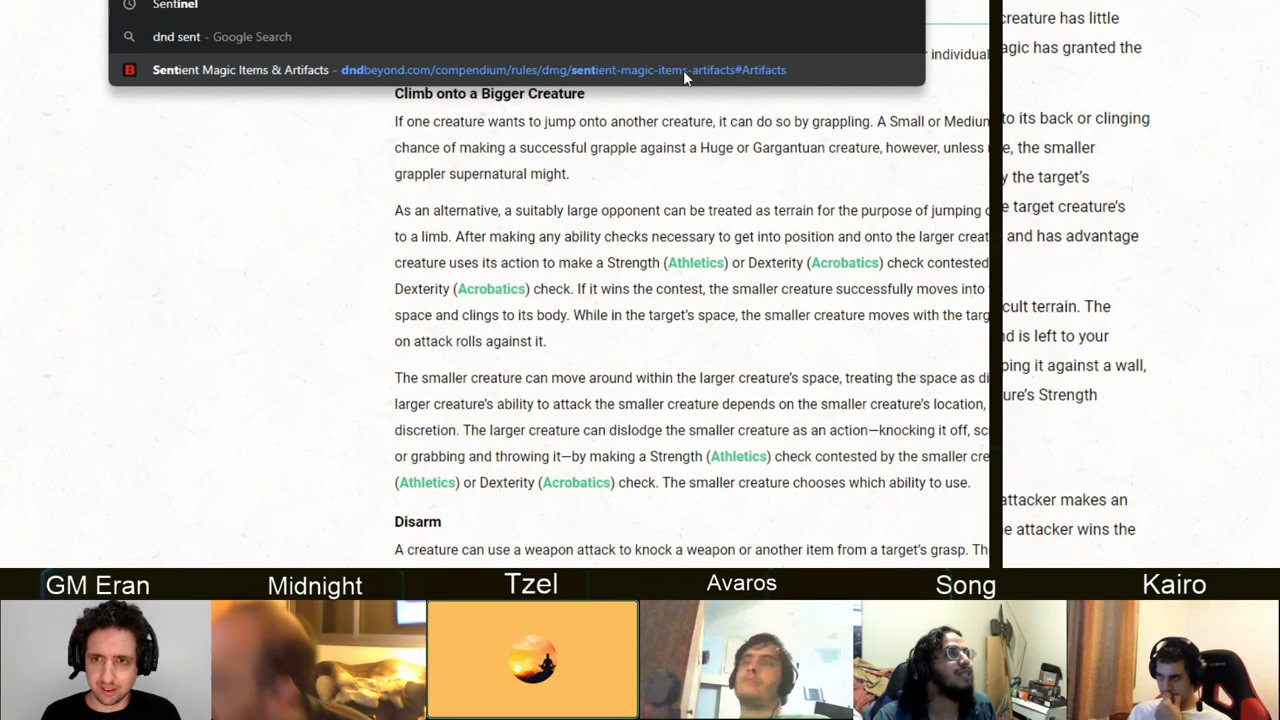 Sentinel
dnd sent - Google Search
Sentient Magic Items & Artifacts - dndbeyond.com/compendium/rules/dmg/sentient-magic-items-artifacts#Artifacts
individual
Climb onto a Bigger Creature
If one creature wants to jump onto another creature, it can do so by grappling. A Small or Medium
chance of making a successful grapple against a Huge or Gargantuan creature, however, unless
grappler supernatural might.
As an alternative, a suitably large opponent can be treated as terrain for the purpose of jumping
to a limb. After making any ability checks necessary to get into position and onto the larger creat
creature uses its action to make a Strength (Athletics) or Dexterity (Acrobatics) check contested
Dexterity (Acrobatics) check. If it wins the contest, the smaller creature successfully moves into
space and clings to its body. While in the target's space, the smaller creature moves with the targ
on attack rolls against it.
The smaller creature can move around within the larger creature's space, treating the space as di
larger creature's ability to attack the smaller creature depends on the smaller creature's location,
discretion. The larger creature can dislodge the smaller creature as an action—knocking it off, sc
or grabbing and throwing it—by making a Strength (Athletics) check contested by the smaller cre
(Athletics) or Dexterity (Acrobatics) check. The smaller creature chooses which ability to use.
Disarm
A creature can use a weapon attack to knock a weapon or another item from a target's grasp. Th
creature has little
agic has granted the
to its back or clinging
e, the smaller
y the target's
e target creature's
and has advantage
cult terrain. The
nd is left to your
ping it against a wall,
ure's Strength
attacker makes an
e attacker wins the
GM Eran
Midnight
Tzel
Avaros
Song
Kairo